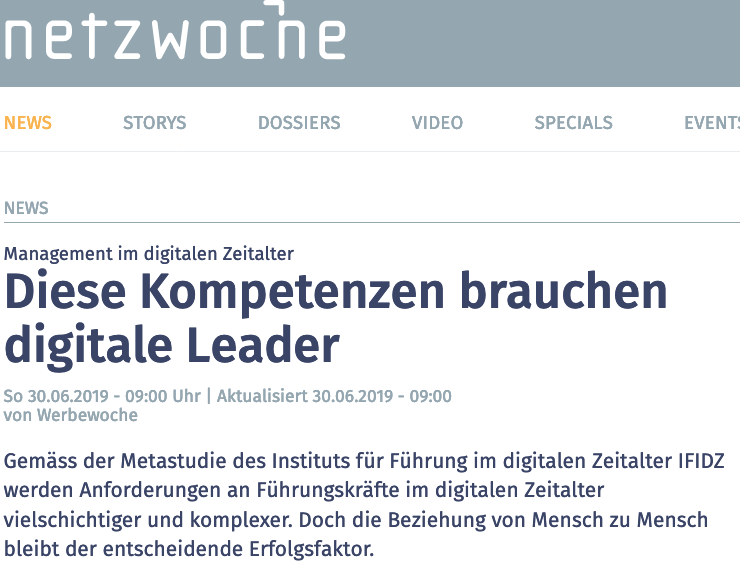 netzwoche
NEWS STORYS DOSSIERS VIDEO SPECIALS EVENTS
NEWS
Management im digitalen Zeitalter
Diese Kompetenzen brauchen
digitale Leader
So 30.06.2019 - 09:00 Uhr | Aktualisiert 30.06.2019 - 09:00
von Werbewoche
Gemäss der Metastudie des Instituts für Führung im digitalen Zeitalter IFIDZ
werden Anforderungen an Führungskräfte im digitalen Zeitalter
vielschichtiger und komplexer. Doch die Beziehung von Mensch zu Mensch
bleibt der entscheidende Erfolgsfaktor.